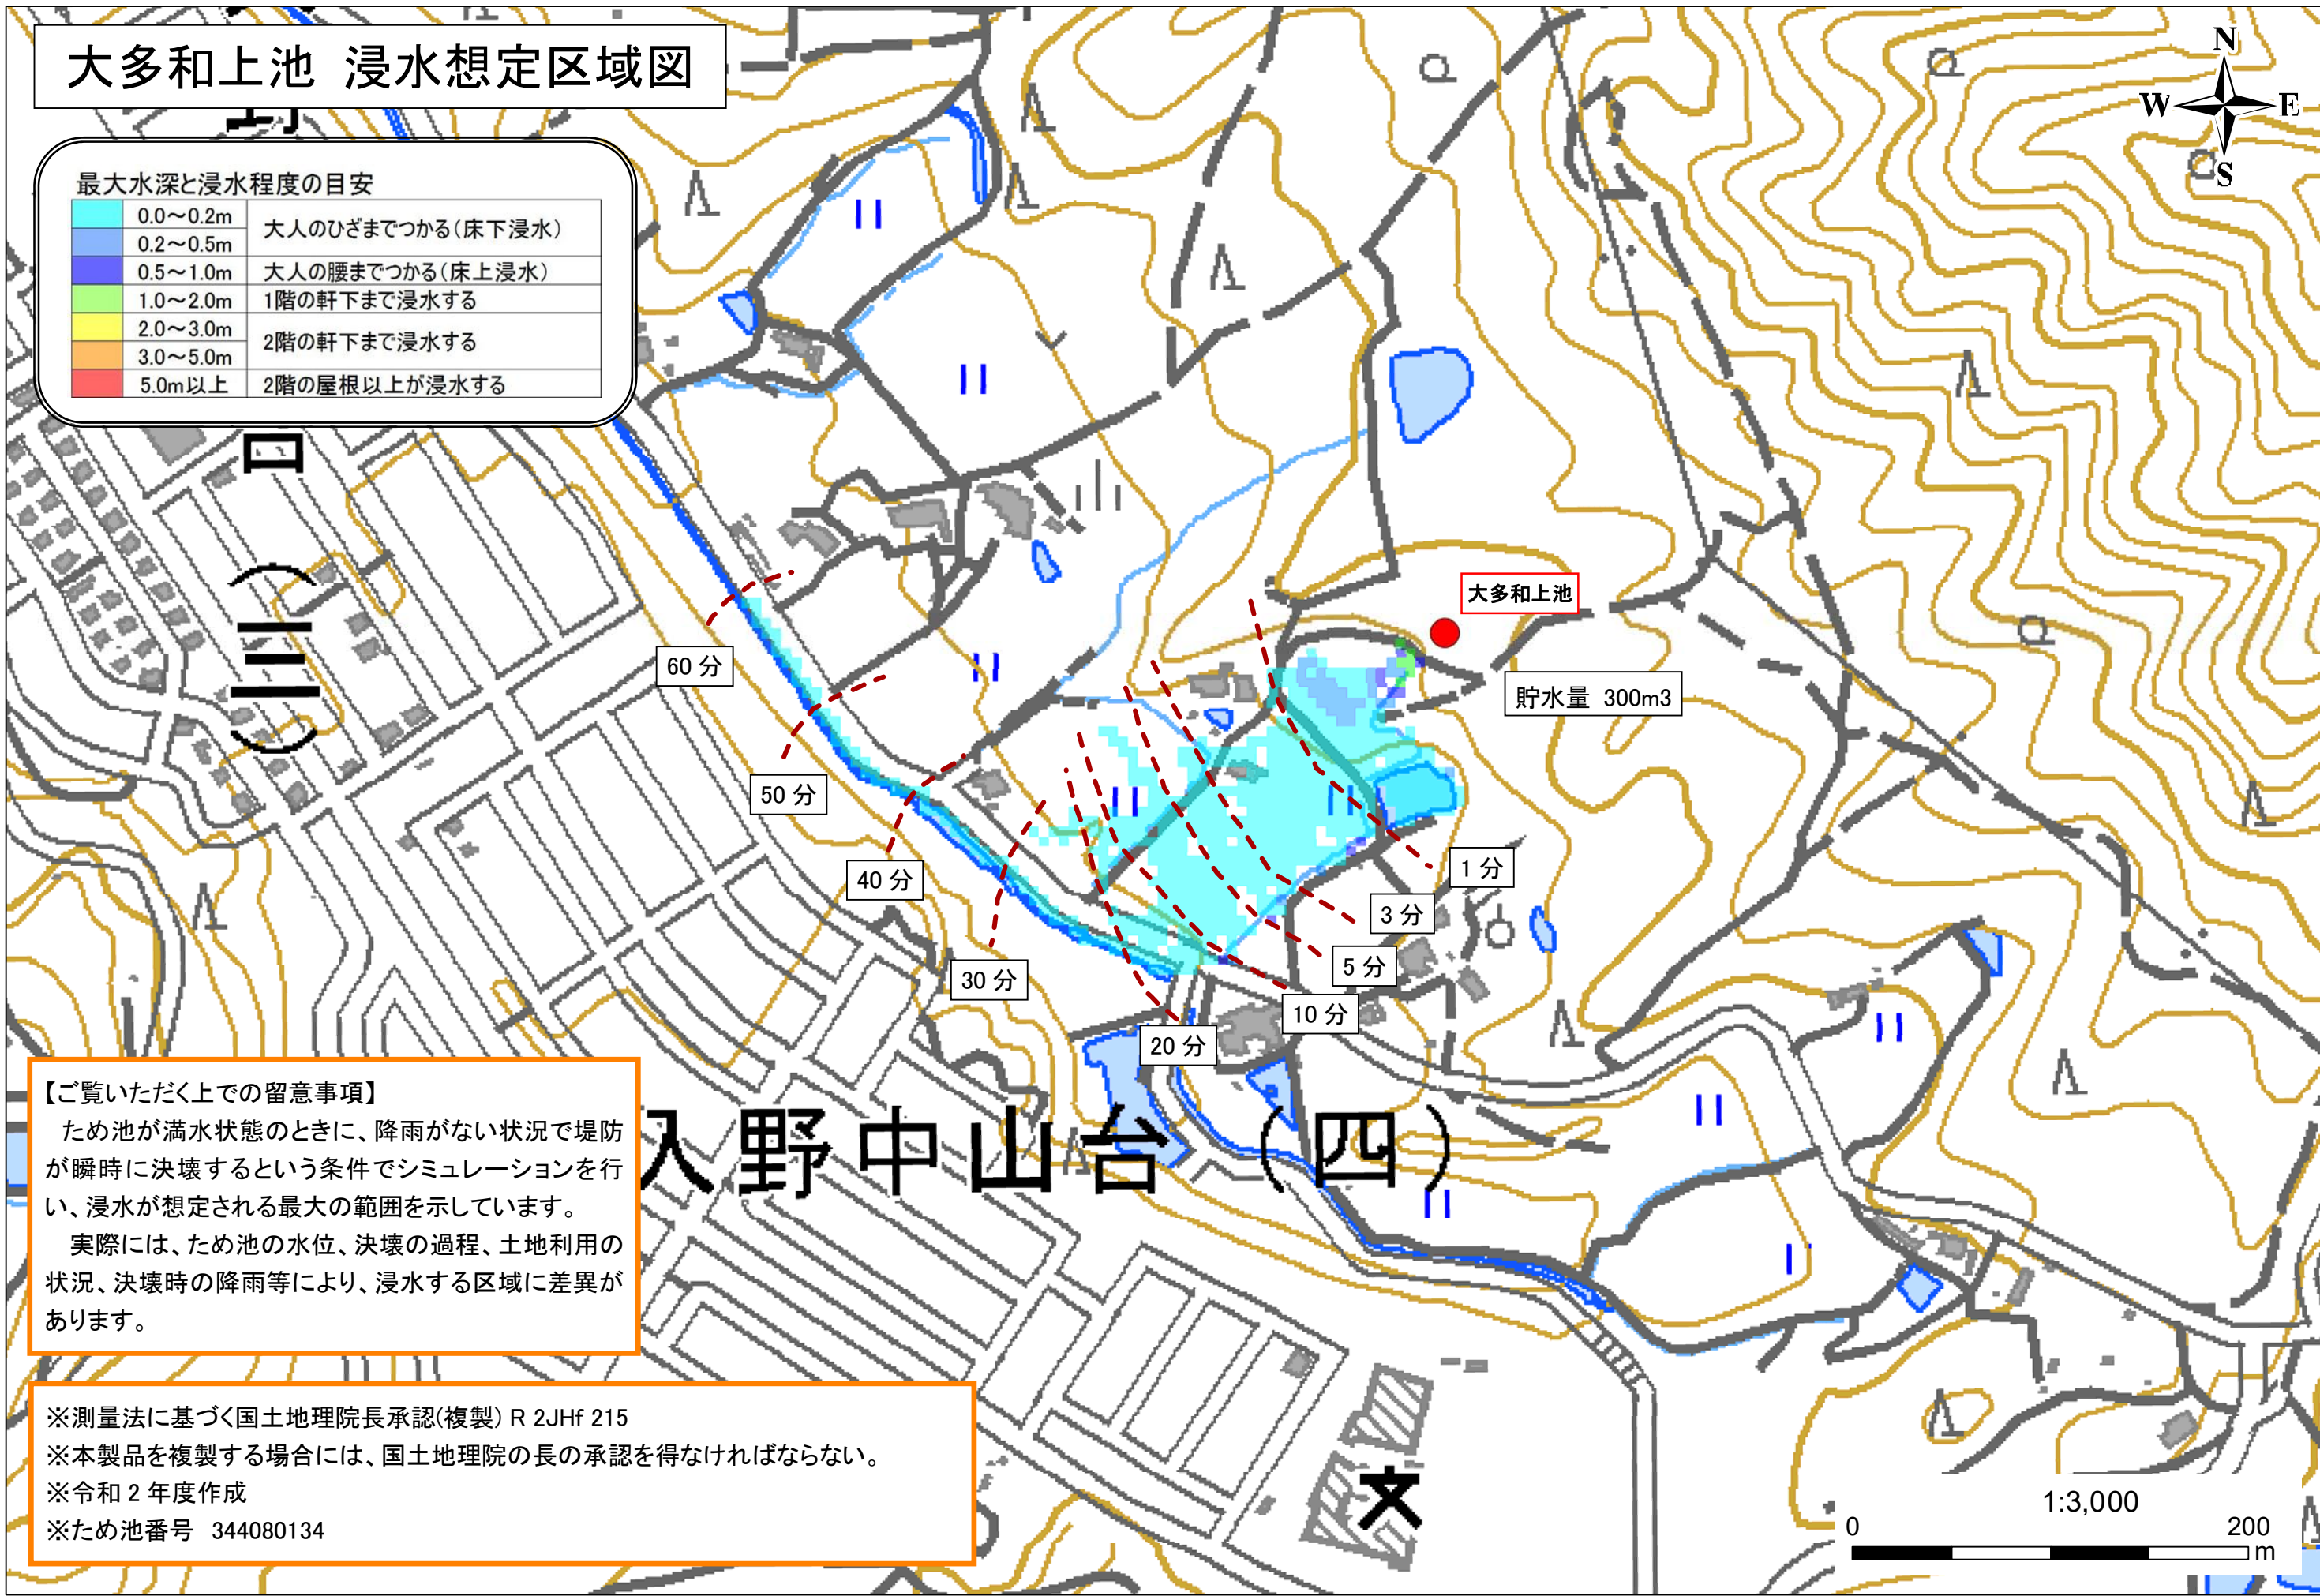 大多和上池 浸水想定区域図
N
W E
S
最大水深と浸水程度の目安
0.0～0.2m
大人のひざまでつかる（床下浸水）
0.2～0.5m
0.5～1.0m 大人の腰までつかる（床上浸水）
1.0～2.0m 1階の軒下まで浸水する
2.0～3.0m
2階の軒下まで浸水する
3.0～5.0m
5.0m以上 2階の屋根以上が浸水する
（三）
大多和上池
貯水量 300m3
60 分
50 分
40 分
30 分
20 分
10 分
5 分
3 分
1 分
入野中山台（四）
【ご覧いただく上での留意事項】
ため池が満水状態のときに、降雨がない状況で堤防
が瞬時に決壊するという条件でシミュレーションを行
い、浸水が想定される最大の範囲を示しています。
実際には、ため池の水位、決壊の過程、土地利用の
状況、決壊時の降雨等により、浸水する区域に差異が
あります。
※測量法に基づく国土地理院長承認(複製) R 2JHf 215
※本製品を複製する場合には、国土地理院の長の承認を得なければならない。
※令和 2 年度作成
※ため池番号 344080134
文
1:3,000
0 200
m